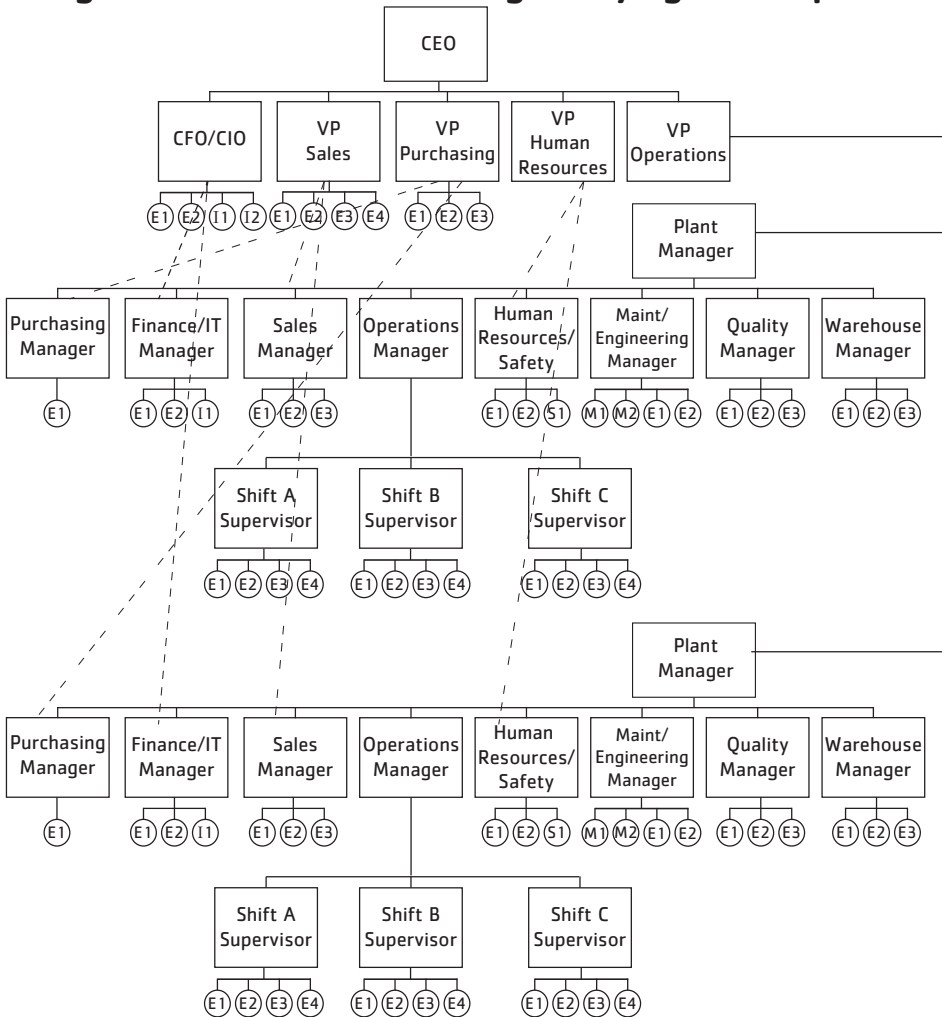 CEO
CFO/CIO
VP
Sales
VP
Purchasing
VP
Human
Resources
VP
Operations
E1 E2 I1 I2
E1 E2 E3 E4
E1 E2 E3
Plant
Manager
Purchasing
Manager
Finance/IT
Manager
Sales
Manager
Operations
Manager
Human
Resources/
Safety
Maint/
Engineering
Manager
Quality
Manager
Warehouse
Manager
E1
E1 E2 I1
E1 E2 E3
E1 E2 S1
M1 M2 E1 E2
E1 E2 E3
E1 E2 E3
Shift A
Supervisor
Shift B
Supervisor
Shift C
Supervisor
E1 E2 E3 E4
E1 E2 E3 E4
E1 E2 E3 E4
Plant
Manager
Purchasing
Manager
Finance/IT
Manager
Sales
Manager
Operations
Manager
Human
Resources/
Safety
Maint/
Engineering
Manager
Quality
Manager
Warehouse
Manager
E1
E1 E2 I1
E1 E2 E3
E1 E2 S1
M1 M2 E1 E2
E1 E2 E3
E1 E2 E3
Shift A
Supervisor
Shift B
Supervisor
Shift C
Supervisor
E1 E2 E3 E4
E1 E2 E3 E4
E1 E2 E3 E4